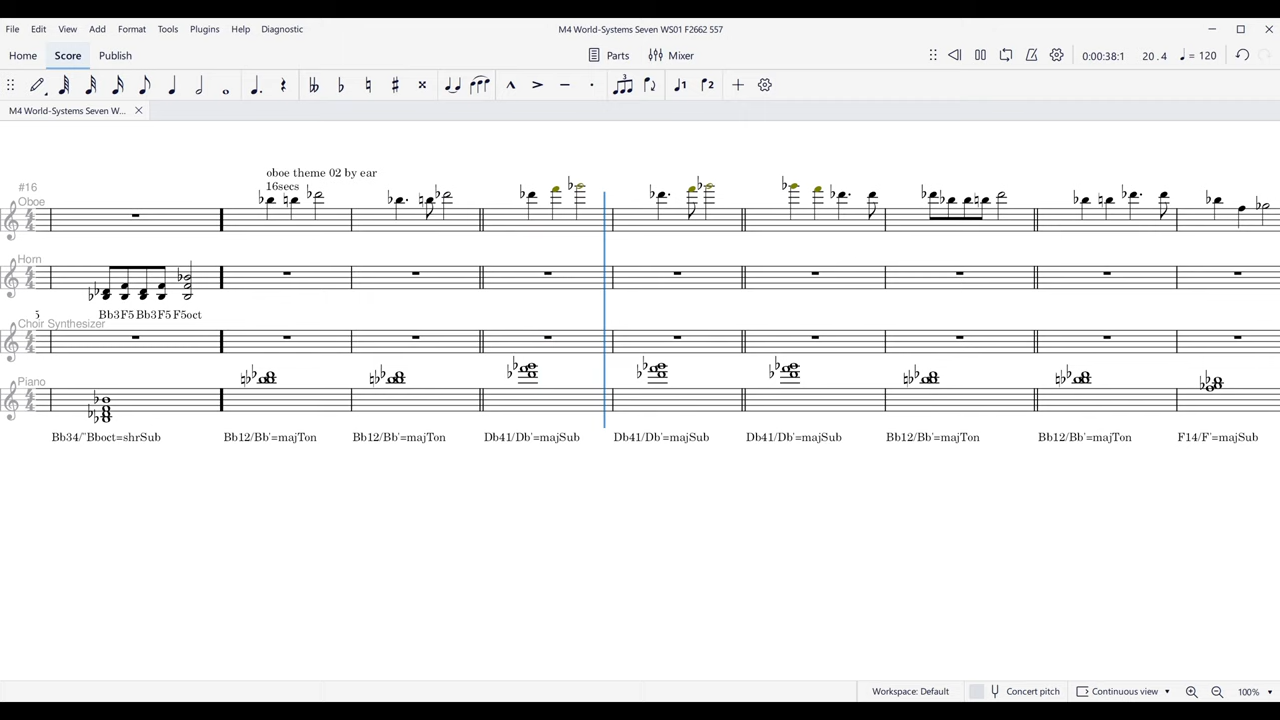 File Edit View Add Format Tools Plugins Help Diagnostic
M4 World-Systems Seven WS01 F2662 557
Home Score Publish
Parts Mixer
0:00:38:1 20 . 4 = 120
M4 World-Systems Seven W...
oboe theme 02 by ear
16secs
#16
Oboe
Horn
5 Bb3F5 Bb3F5 F5oct
Choir Synthesizer
Piano
Bb34/"Bboct=shrSub Bb12/Bb'=majTon Bb12/Bb'=majTon Db41/Db'=majSub Db41/Db'=majSub Db41/Db'=majSub Bb12/Bb'=majTon Bb12/Bb'=majTon F14/F'=majSub
Workspace: Default Concert pitch Continuous view 100%